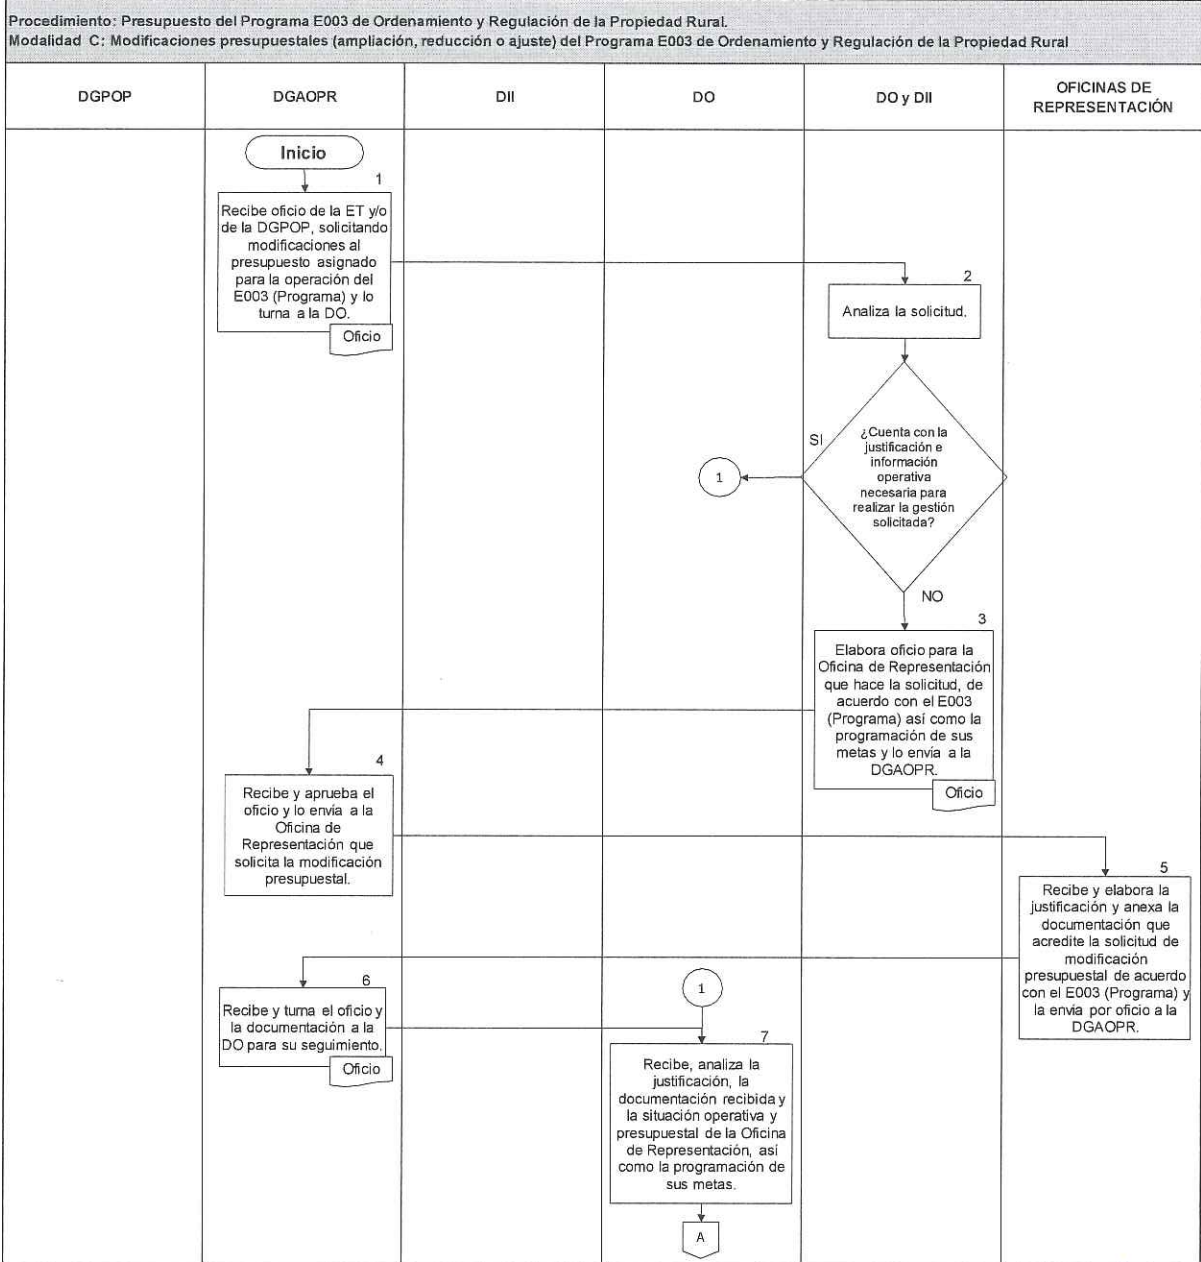 Procedimiento: Presupuesto del Programa E003 de Ordenamiento y Regulación de la Propiedad Rural.
Modalidad C: Modificaciones presupuestales (ampliación, reducción o ajuste) del Programa E003 de Ordenamiento y Regulación de la Propiedad Rural
DGPOP
DGAOPR
DII
DO
DO y DII
OFICINAS DE
REPRESENTACIÓN
Inicio
1
Recibe oficio de la ET y/o
de la DGPOP, solicitando
modificaciones al
presupuesto asignado
para la operación del
E003 (Programa) y lo
turna a la DO.
Oficio
2
Analiza la solicitud.
¿Cuenta con la
justificación e
información
operativa
necesaria para
realizar la gestión
solicitada?
SI
1
NO
3
Elabora oficio para la
Oficina de Representación
que hace la solicitud, de
acuerdo con el E003
(Programa) así como la
programación de sus
metas y lo envía a la
DGAOPR.
Oficio
4
Recibe y aprueba el
oficio y lo envía a la
Oficina de
Representación que
solicita la modificación
presupuestal.
5
Recibe y elabora la
justificación y anexa la
documentación que
acredite la solicitud de
modificación
presupuestal de acuerdo
con el E003 (Programa) y
la envia por oficio a la
DGAOPR.
6
Recibe y turna el oficio y
la documentación a la
DO para su seguimiento.
Oficio
1
7
Recibe, analiza la
justificación, la
documentación recibida y
la situación operativa y
presupuestal de la Oficina
de Representación, así
como la programación de
sus metas.
A